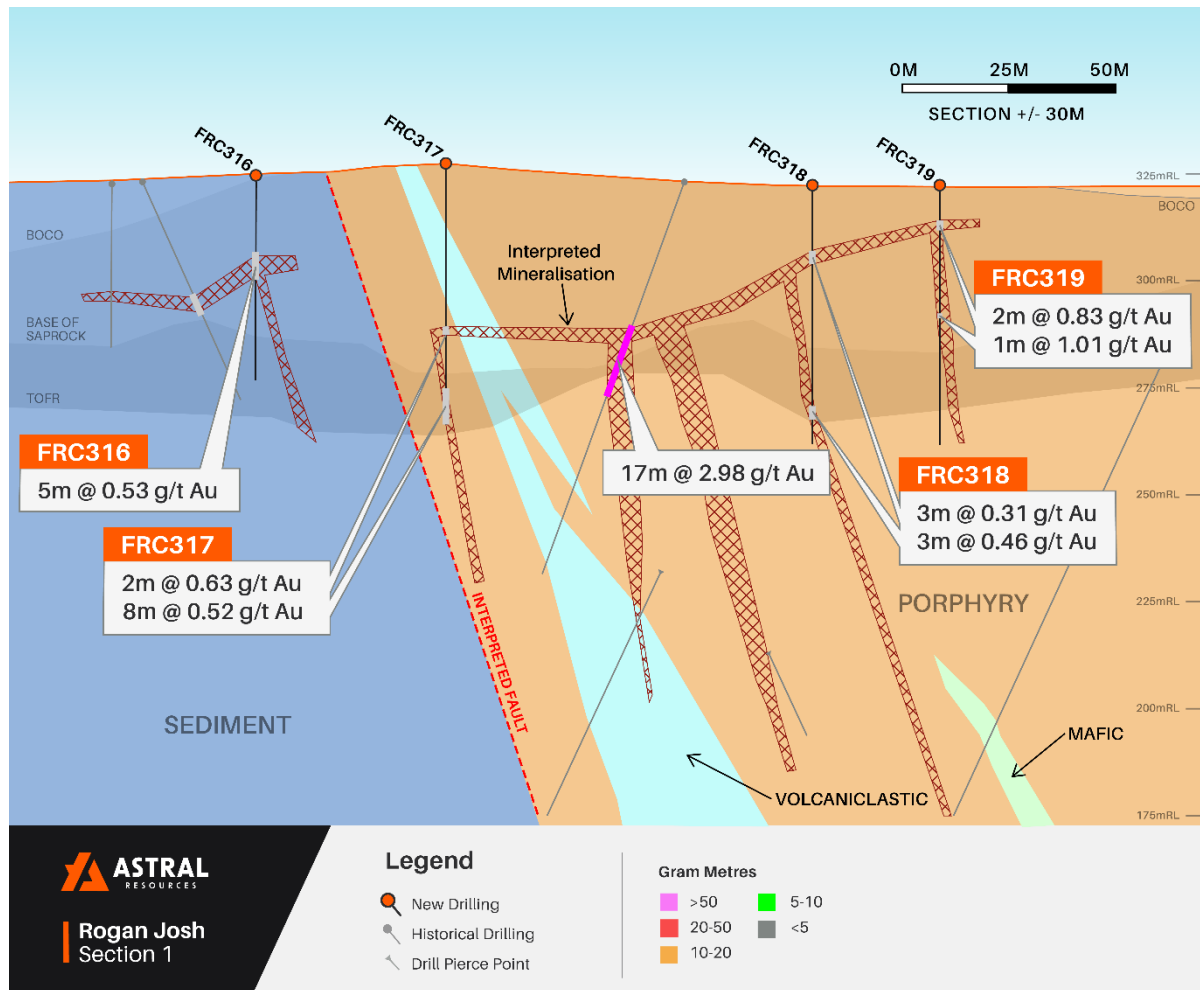 0M 25M 50M
SECTION +/- 30M
FRC316
FRC317
FRC318
FRC319
325mRL
BOCO
BOCO
Interpreted
Mineralisation
FRC319
2m @ 0.83 g/t Au
1m @ 1.01 g/t Au
300mRL
BASE OF
SAPROCK
275mRL
TOFR
FRC316
5m @ 0.53 g/t Au
17m @ 2.98 g/t Au
FRC318
3m @ 0.31 g/t Au
3m @ 0.46 g/t Au
250mRL
FRC317
2m @ 0.63 g/t Au
8m @ 0.52 g/t Au
INTERPRETED FAULT
PORPHYRY
225mRL
SEDIMENT
200mRL
MAFIC
VOLCANICLASTIC
175mRL
ASTRAL
RESOURCES
Rogan Josh
Section 1
Legend
New Drilling
Historical Drilling
Drill Pierce Point
Gram Metres
>50
20-50
10-20
5-10
<5